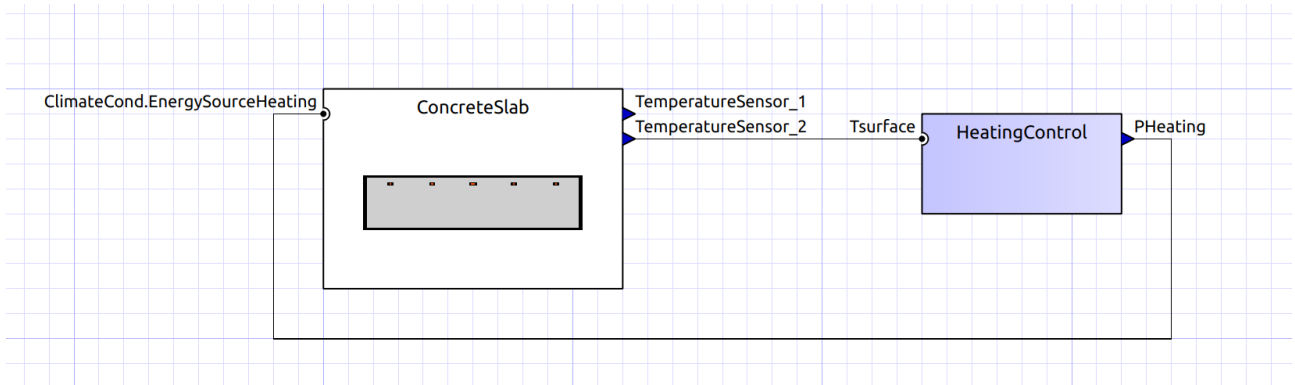 ClimateCond.EnergySourceHeating
ConcreteSlab
TemperatureSensor_1
TemperatureSensor_2
Tsurface
HeatingControl
PHeating